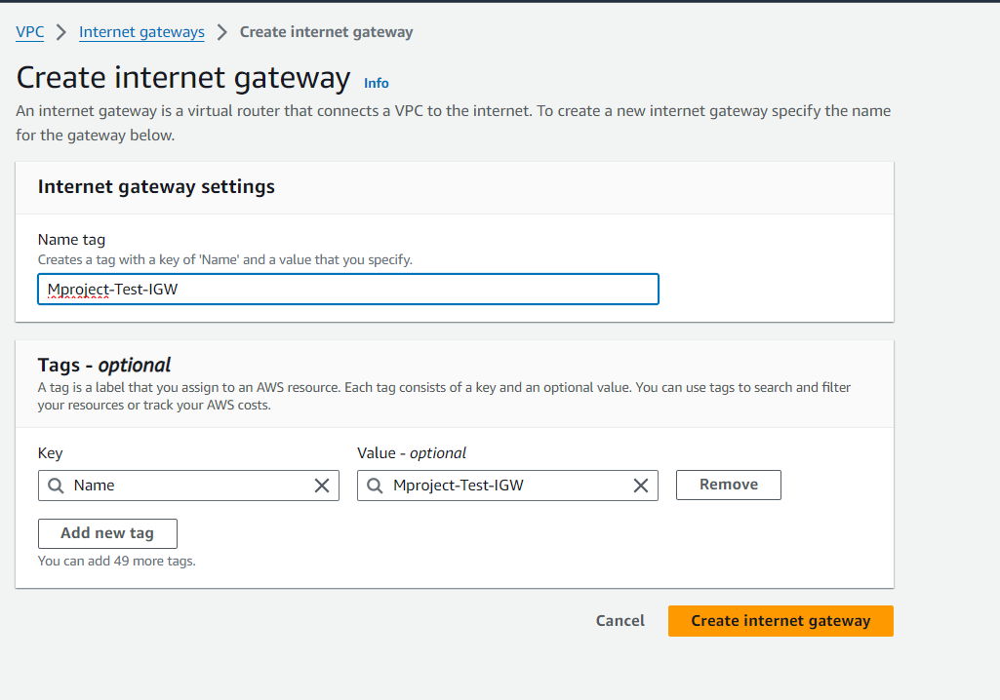 VPC > Internet gateways > Create internet gateway
Create internet gateway Info
An internet gateway is a virtual router that connects a VPC to the internet. To create a new internet gateway specify the name
for the gateway below.
Internet gateway settings
Name tag
Creates a tag with a key of 'Name' and a value that you specify.
Mproject-Test-IGW
Tags - optional
A tag is a label that you assign to an AWS resource. Each tag consists of a key and an optional value. You can use tags to search and filter
your resources or track your AWS costs.
Key Value - optional
Name Mproject-Test-IGW Remove
Add new tag
You can add 49 more tags.
Cancel Create internet gateway